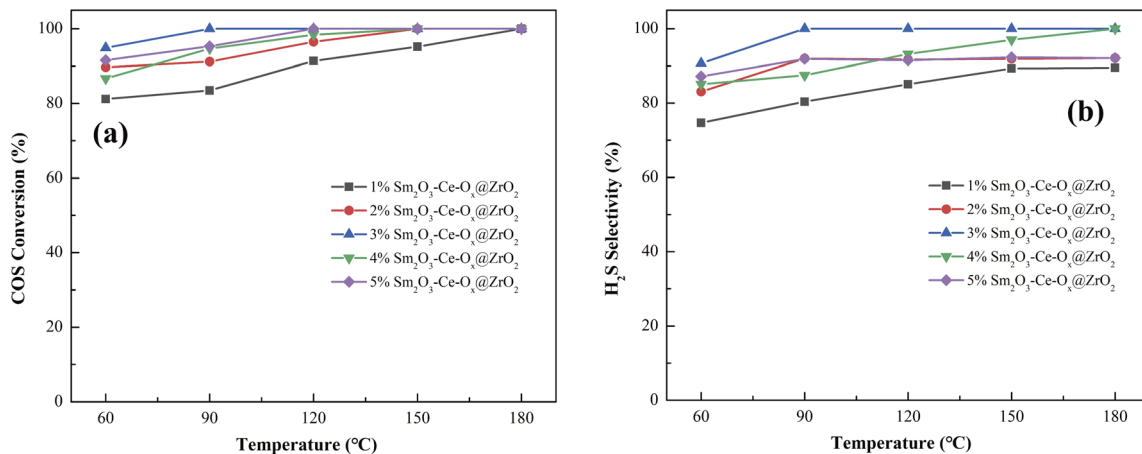 100
80
60
40
20
0
COS Conversion (%)
(a)
1% Sm₂O₃-Ce-Oₓ@ZrO₂
2% Sm₂O₃-Ce-Oₓ@ZrO₂
3% Sm₂O₃-Ce-Oₓ@ZrO₂
4% Sm₂O₃-Ce-Oₓ@ZrO₂
5% Sm₂O₃-Ce-Oₓ@ZrO₂
60 90 120 150 180
Temperature (°C)
100
80
60
40
20
0
H₂S Selectivity (%)
(b)
1% Sm₂O₃-Ce-Oₓ@ZrO₂
2% Sm₂O₃-Ce-Oₓ@ZrO₂
3% Sm₂O₃-Ce-Oₓ@ZrO₂
4% Sm₂O₃-Ce-Oₓ@ZrO₂
5% Sm₂O₃-Ce-Oₓ@ZrO₂
60 90 120 150 180
Temperature (°C)